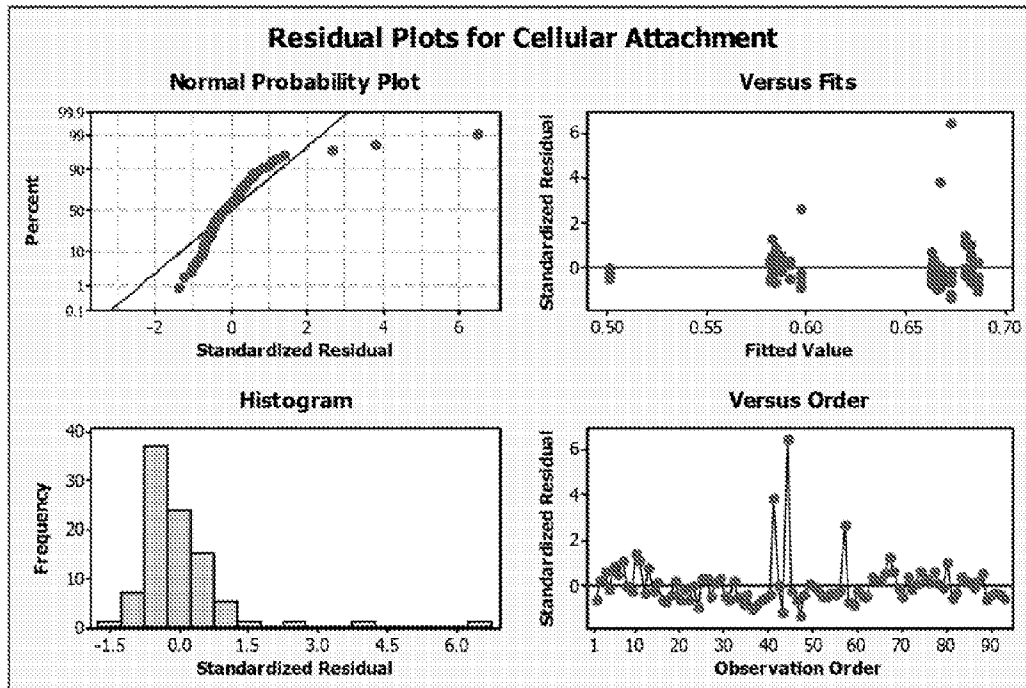 Residual Plots for Cellular Attachment
Normal Probability Plot
99.9
99
90
50
10
1
0.1
Percent
-2 0 2 4 6
Standardized Residual
Versus Fits
6
4
2
0
Standardized Residual
0.50 0.55 0.60 0.65 0.70
Fitted Value
Histogram
40
30
20
10
0
Frequency
-1.5 0.0 1.5 3.0 4.5 6.0
Standardized Residual
Versus Order
6
4
2
0
Standardized Residual
1 10 20 30 40 50 60 70 80 90
Observation Order